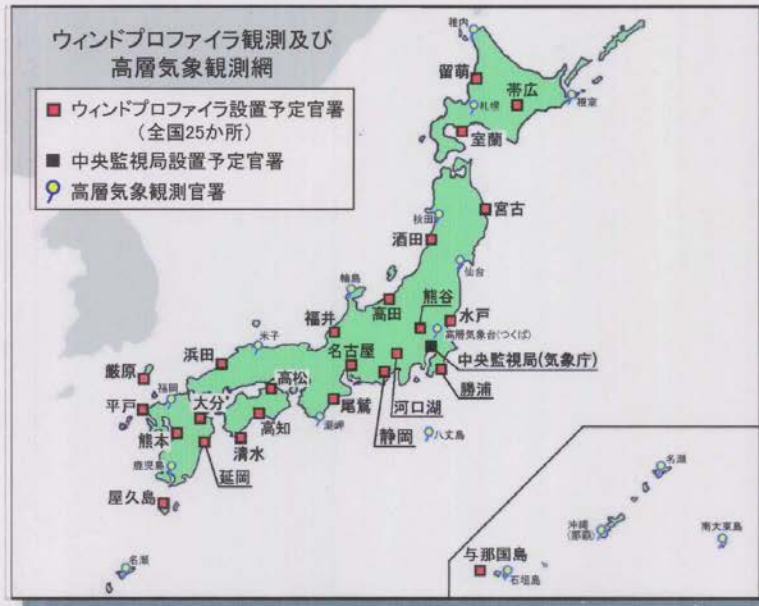 ウィンドプロファイラ観測及び
高層気象観測網
ウィンドプロファイラ設置予定官署
(全国25か所)
中央監視局設置予定官署
高層気象観測官署
稚内
留萌
帯広
根室
札幌
室蘭
宮古
秋田
酒田
仙台
輪島
高田
熊谷
水戸
福井
高層気象台(つくば)
米子
名古屋
中央監視局(気象庁)
浜田
厳原
高松
勝浦
福岡
河口湖
平戸
大分
尾鷲
静岡
高知
潮岬
八丈島
熊本
清水
延岡
鹿児島
屋久島
名瀬
名瀬
沖縄
(那覇)
南大東島
与那国島
石垣島